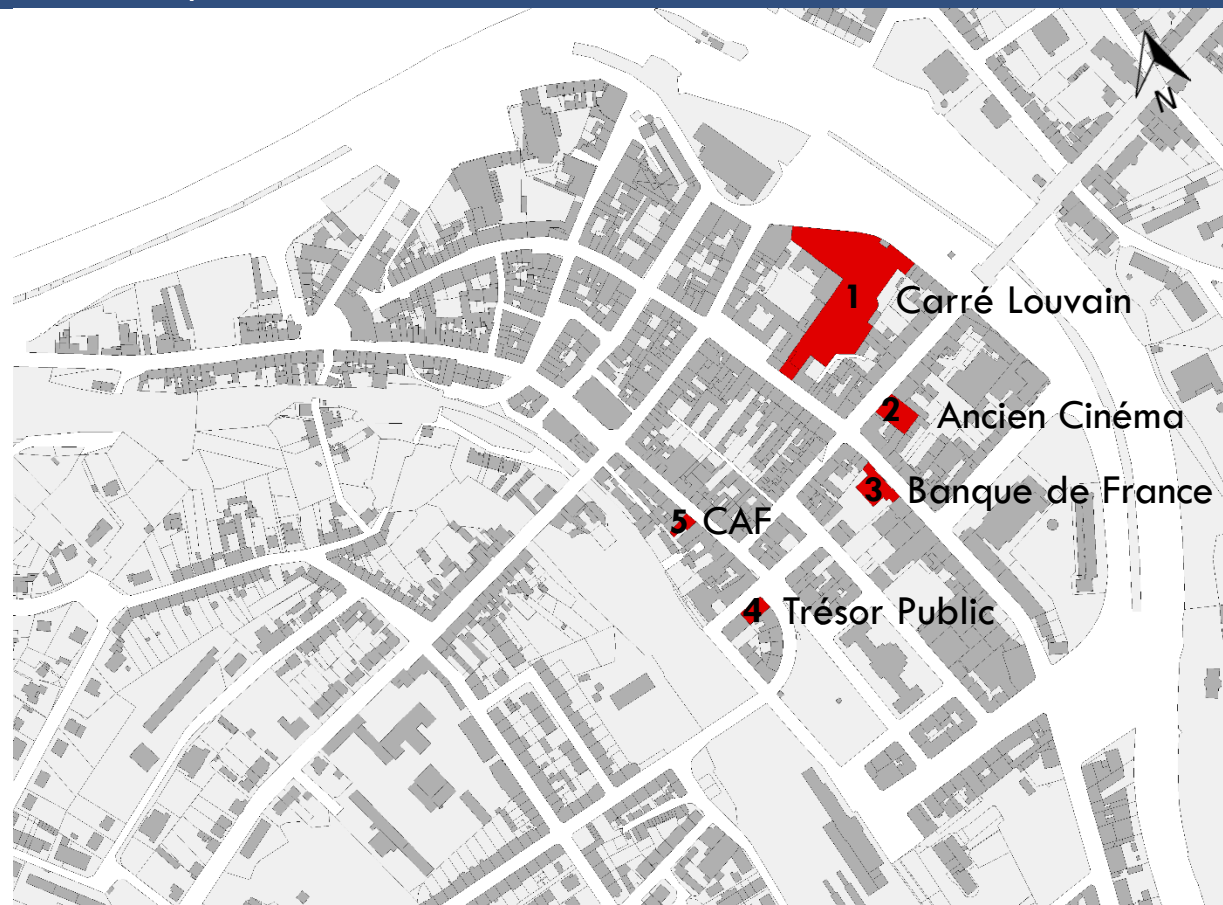 N
1 Carré Louvain
2 Ancien Cinéma
3 Banque de France
5 CAF
4 Trésor Public